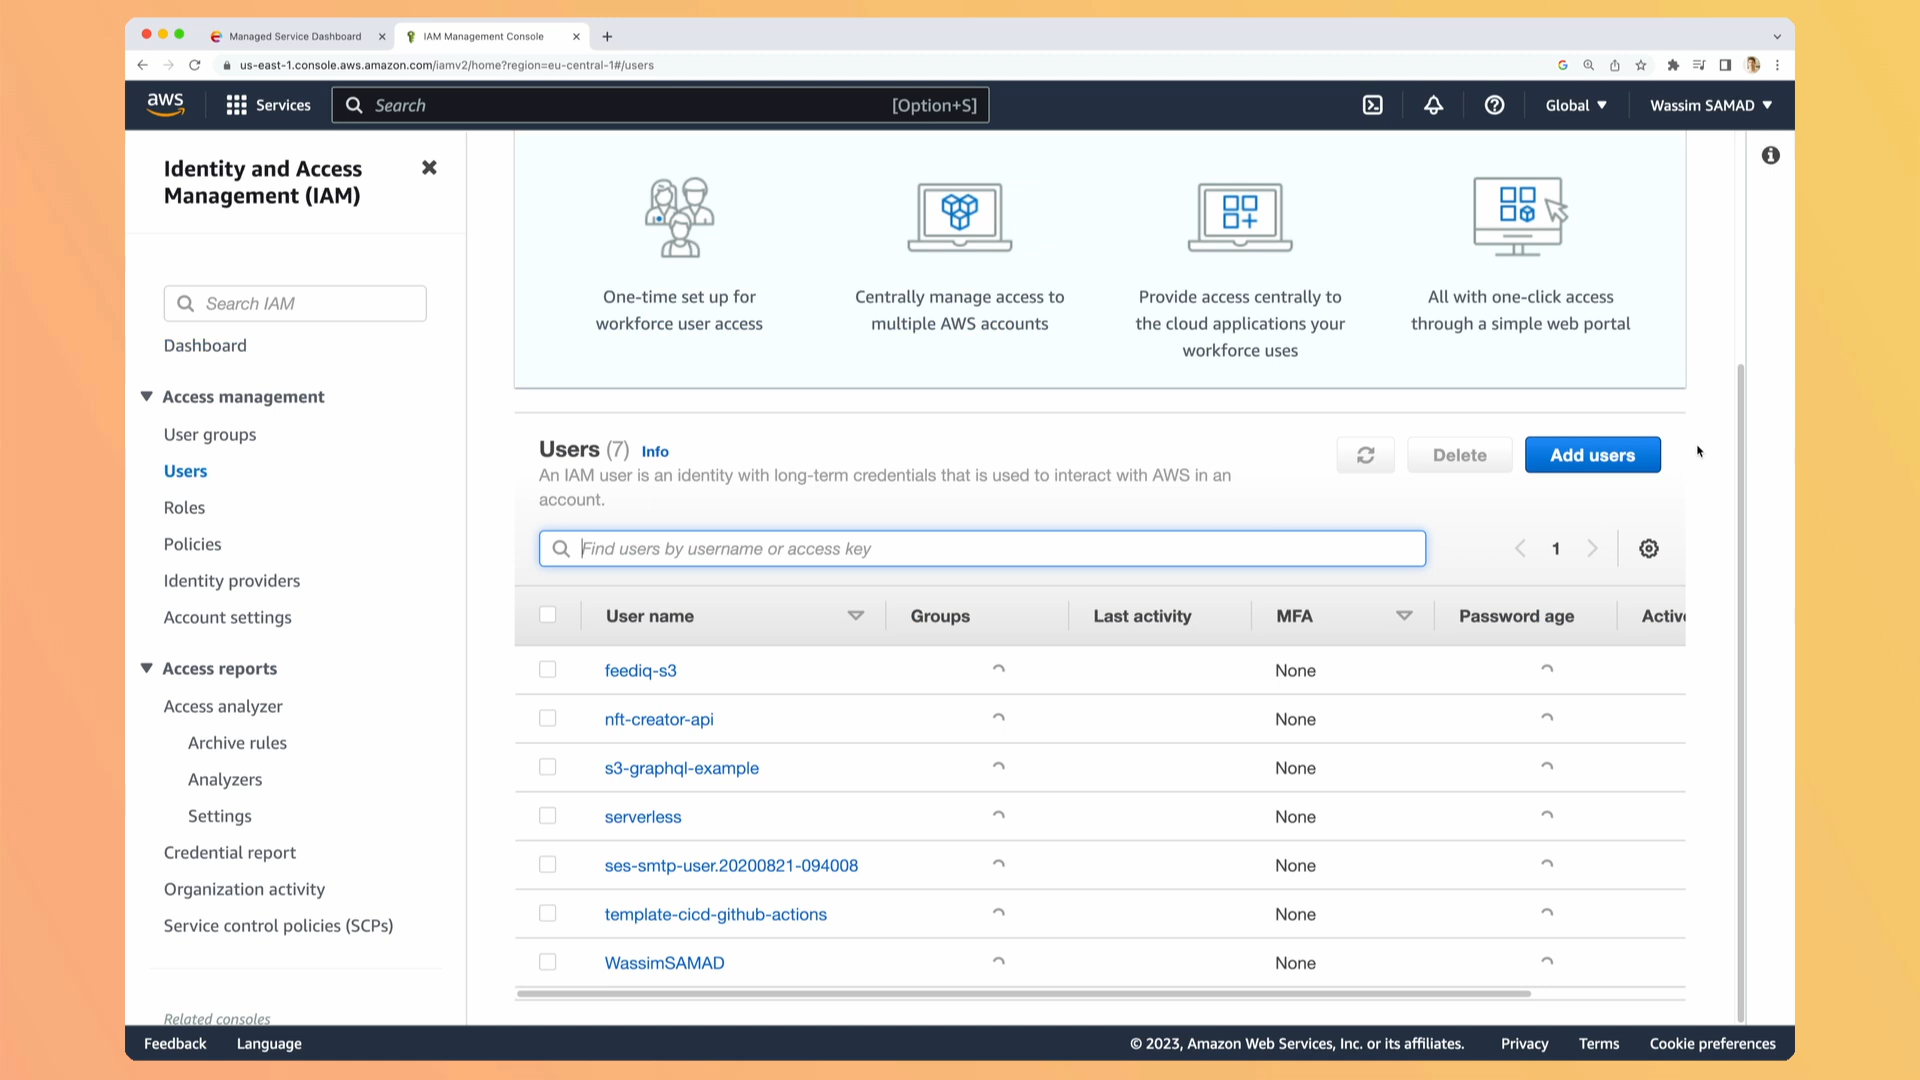 Managed Service Dashboard
IAM Management Console
us-east-1.console.aws.amazon.com/iamv2/home?region=eu-central-1#/users
aws
Services
Search
[Option+S]
Global
Wassim SAMAD
Identity and Access
Management (IAM)
Search IAM
Dashboard
Access management
User groups
Users
Roles
Policies
Identity providers
Account settings
Access reports
Access analyzer
Archive rules
Analyzers
Settings
Credential report
Organization activity
Service control policies (SCPs)
Related consoles
One-time set up for
workforce user access
Centrally manage access to
multiple AWS accounts
Provide access centrally to
the cloud applications your
workforce uses
All with one-click access
through a simple web portal
Users (7) Info
An IAM user is an identity with long-term credentials that is used to interact with AWS in an
account.
Delete
Add users
Find users by username or access key
1
User name Groups Last activity MFA Password age Active
feediq-s3 None
nft-creator-api None
s3-graphql-example None
serverless None
ses-smtp-user.20200821-094008 None
template-cicd-github-actions None
WassimSAMAD None
Feedback Language © 2023, Amazon Web Services, Inc. or its affiliates. Privacy Terms Cookie preferences